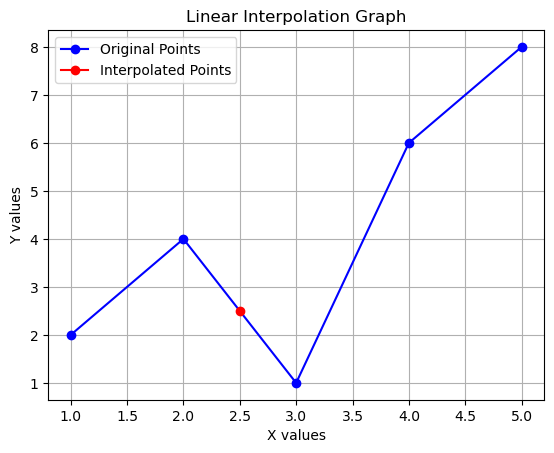 Linear Interpolation Graph
Original Points
Interpolated Points
8
7
6
5
4
3
2
1
Y values
1.0 1.5 2.0 2.5 3.0 3.5 4.0 4.5 5.0
X values